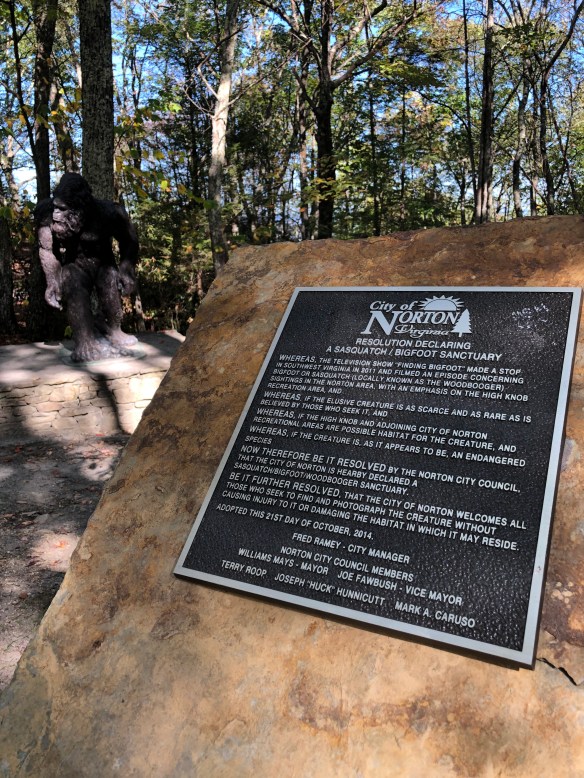 City of
NORTON
Virginia
RESOLUTION DECLARING
A SASQUATCH / BIGFOOT SANCTUARY
WHEREAS, THE TELEVISION SHOW "FINDING BIGFOOT" MADE A STOP
IN SOUTHWEST VIRGINIA IN 2011 AND FILMED AN EPISODE CONCERNING
BIGFOOT OR SASQUATCH (LOCALLY KNOWN AS THE WOODBOOGER)
SIGHTINGS IN THE NORTON AREA, WITH AN EMPHASIS ON THE HIGH KNOB
RECREATION AREA, AND
WHEREAS, IF THE ELUSIVE CREATURE IS AS SCARCE AND AS RARE AS IS
BELIEVED BY THOSE WHO SEEK IT, AND
WHEREAS, IF THE HIGH KNOB AND ADJOINING CITY OF NORTON
RECREATIONAL AREAS ARE POSSIBLE HABITAT FOR THE CREATURE, AND
WHEREAS, IF THE CREATURE IS, AS IT APPEARS TO BE, AN ENDANGERED
SPECIES
NOW THEREFORE BE IT RESOLVED BY THE NORTON CITY COUNCIL,
THAT THE CITY OF NORTON IS HEARBY DECLARED A
SASQUATCH/BIGFOOT/WOODBOOGER SANCTUARY.
BE IT FURTHER RESOLVED, THAT THE CITY OF NORTON WELCOMES ALL
THOSE WHO SEEK TO FIND AND PHOTOGRAPH THE CREATURE WITHOUT
CAUSING INJURY TO IT OR DAMAGING THE HABITAT IN WHICH IT MAY RESIDE.
ADOPTED THIS 21ST DAY OF OCTOBER, 2014.
FRED RAMEY - CITY MANAGER
NORTON CITY COUNCIL MEMBERS
WILLIAMS MAYS - MAYOR JOE FAWBUSH - VICE MAYOR
TERRY ROOP JOSEPH "HUCK" HUNNICUTT MARK A. CARUSO